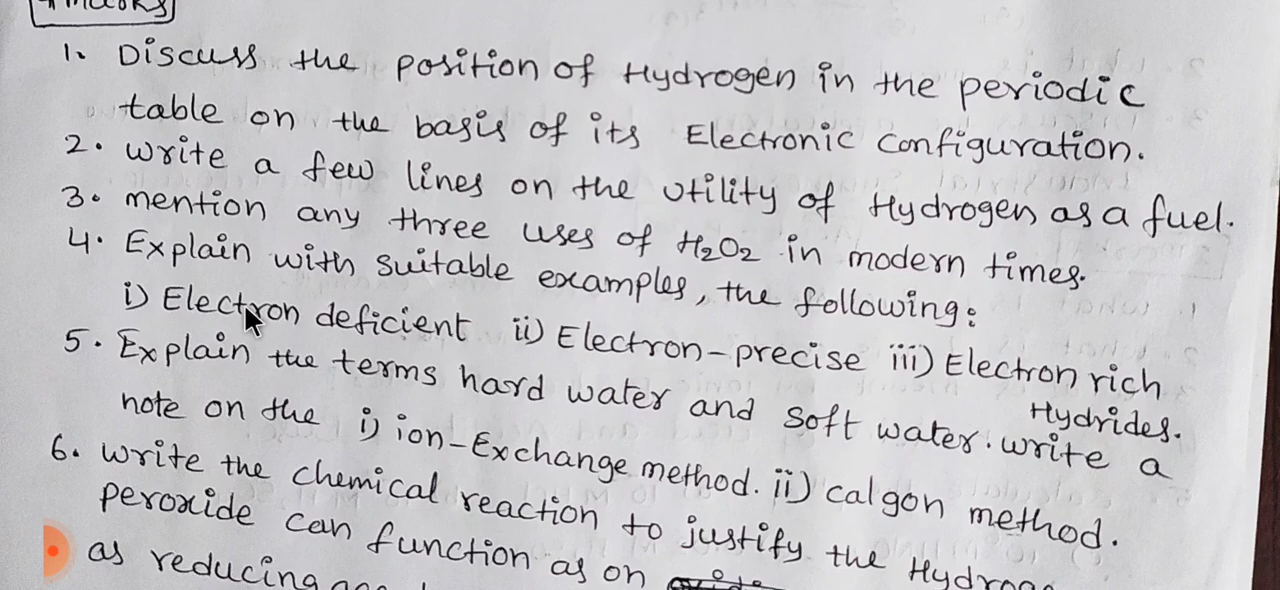 4 marks
1. Discuss the position of Hydrogen in the periodic
table on the basis of its Electronic configuration.
2. write a few lines on the utility of Hydrogen as a fuel.
3. mention any three uses of H₂O₂ in modern times.
4. Explain with suitable examples, the following:
i) Electron deficient ii) Electron-precise iii) Electron rich
Hydrides.
5. Explain the terms hard water and soft water. write a
note on the i) ion-Exchange method. ii) calgon method.
6. write the chemical reaction to justify the Hydroge
peroxide can function as on
as reducing